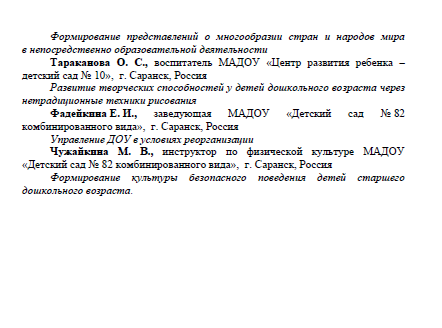 Формирование представлений о многообразии стран и народов мира
в непосредственно образовательной деятельности
Тараканова О. С., воспитатель МАДОУ «Центр развития ребенка –
детский сад № 10», г. Саранск, Россия
Развитие творческих способностей у детей дошкольного возраста через
нетрадиционные техники рисования
Фадейкина Е. И., заведующая МАДОУ «Детский сад № 82
комбинированного вида», г. Саранск, Россия
Управление ДОУ в условиях реорганизации
Чужайкина М. В., инструктор по физической культуре МАДОУ
«Детский сад № 82 комбинированного вида», г. Саранск, Россия
Формирование культуры безопасного поведения детей старшего
дошкольного возраста.